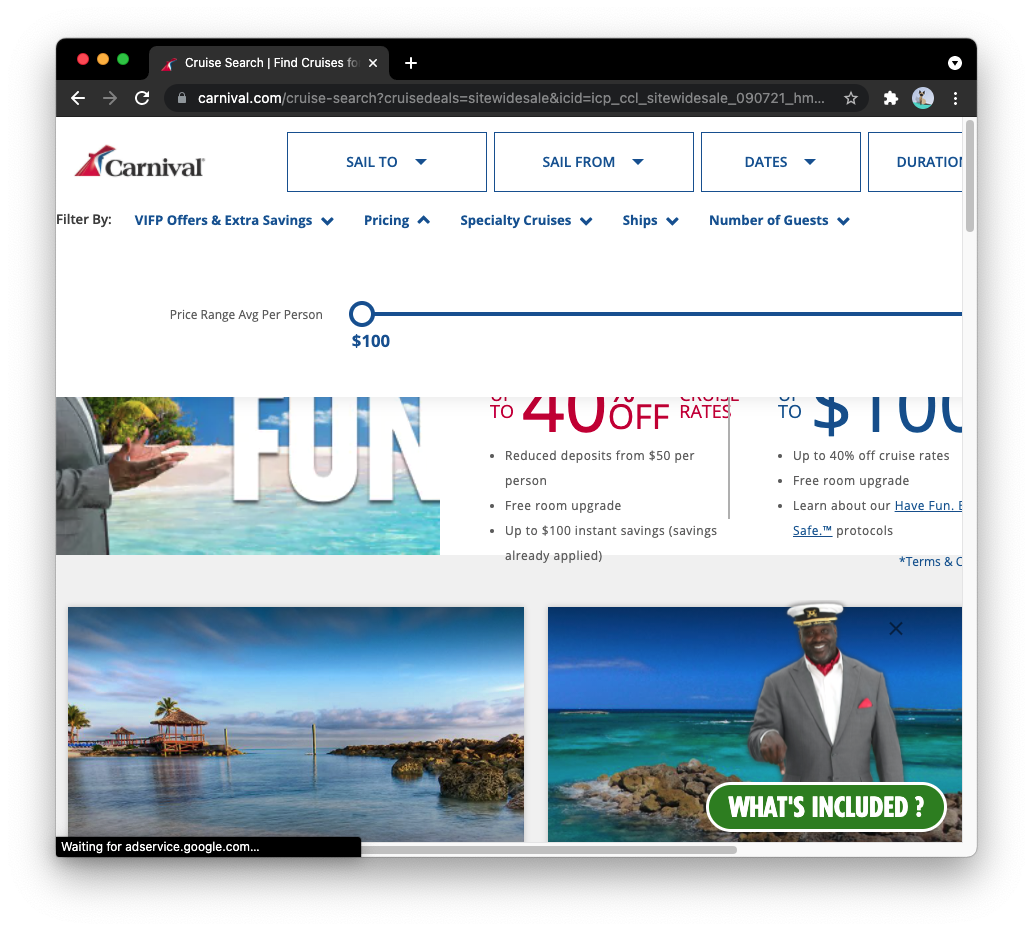 Cruise Search | Find Cruises fo
carnival.com/cruise-search?cruisedeals=sitewidesale&icid=icp_ccl_sitewidesale_090721_hm...
Carnival
SAIL TO
SAIL FROM
DATES
DURATION
Filter By:
VIFP Offers & Extra Savings
Pricing
Specialty Cruises
Ships
Number of Guests
Price Range Avg Per Person
$100
FUN
UP TO
40% OFF
CRUISE RATES
• Reduced deposits from $50 per
person
• Free room upgrade
• Up to $100 instant savings (savings
already applied)
UP TO
$100
• Up to 40% off cruise rates
• Free room upgrade
• Learn about our Have Fun. B
Safe.™ protocols
*Terms & C
WHAT'S INCLUDED ?
Waiting for adservice.google.com...